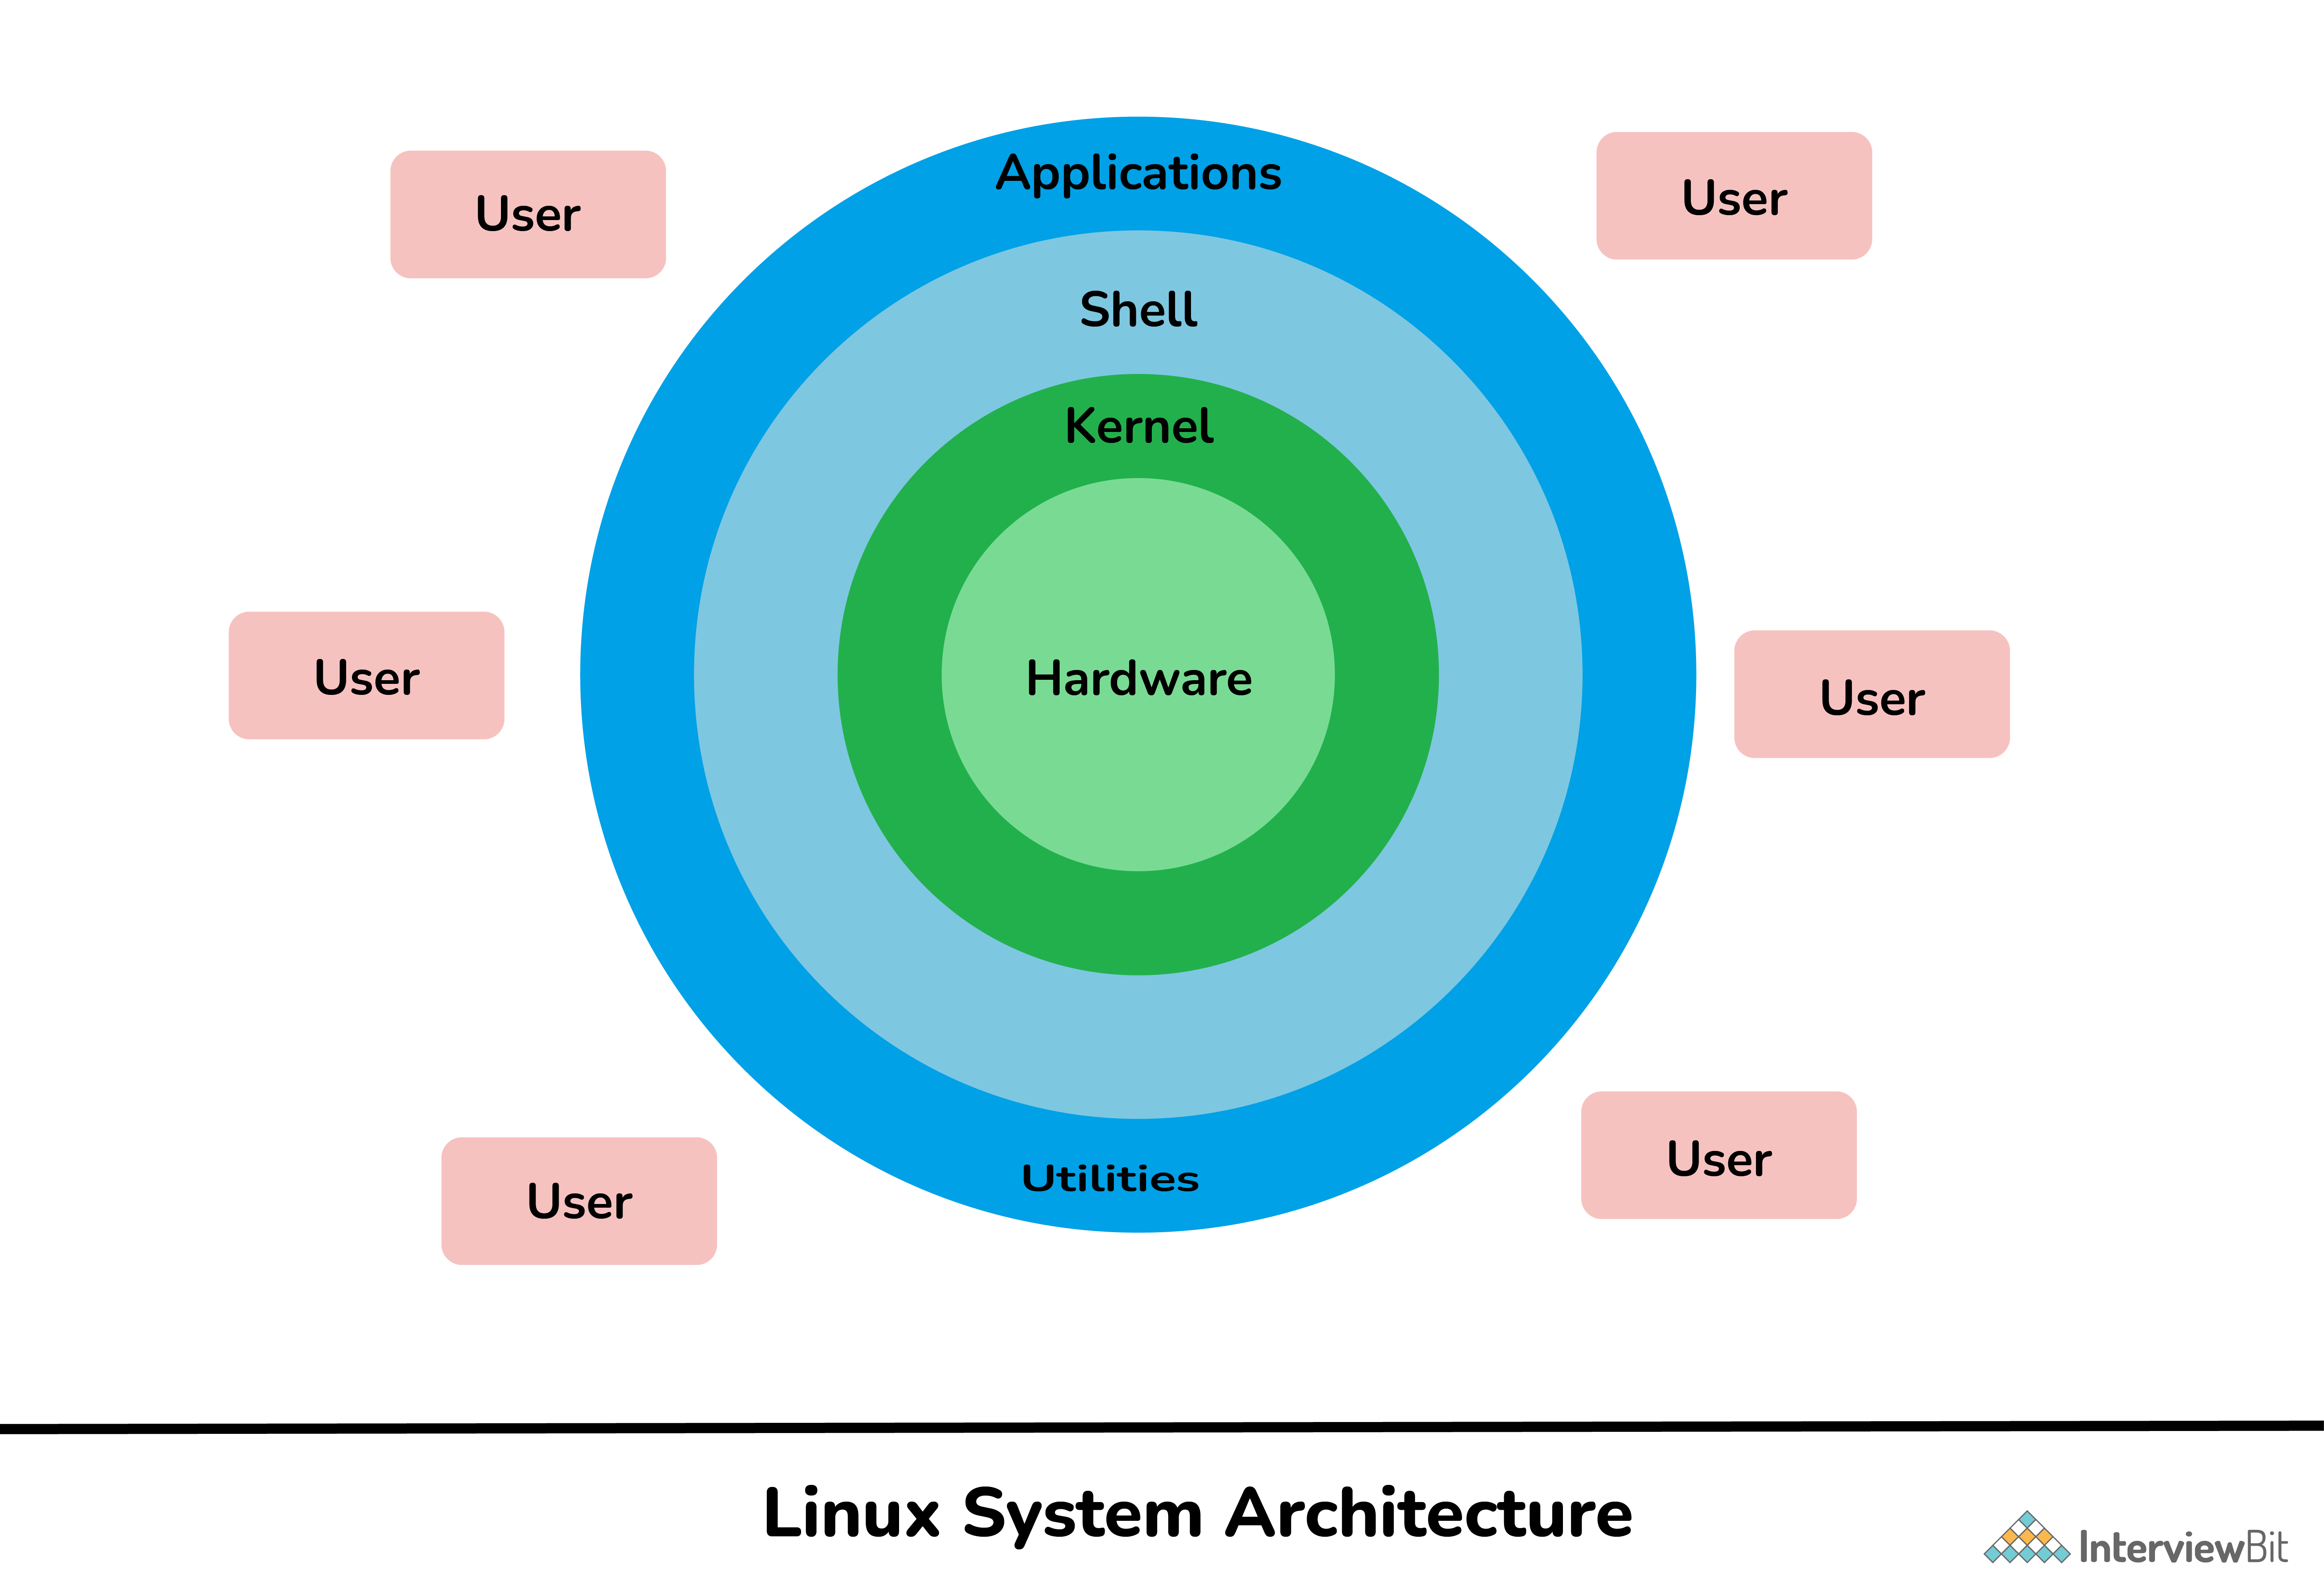 Applications
User
User
Shell
Kernel
Hardware
User
User
User
Utilities
User
Linux System Architecture
InterviewBit